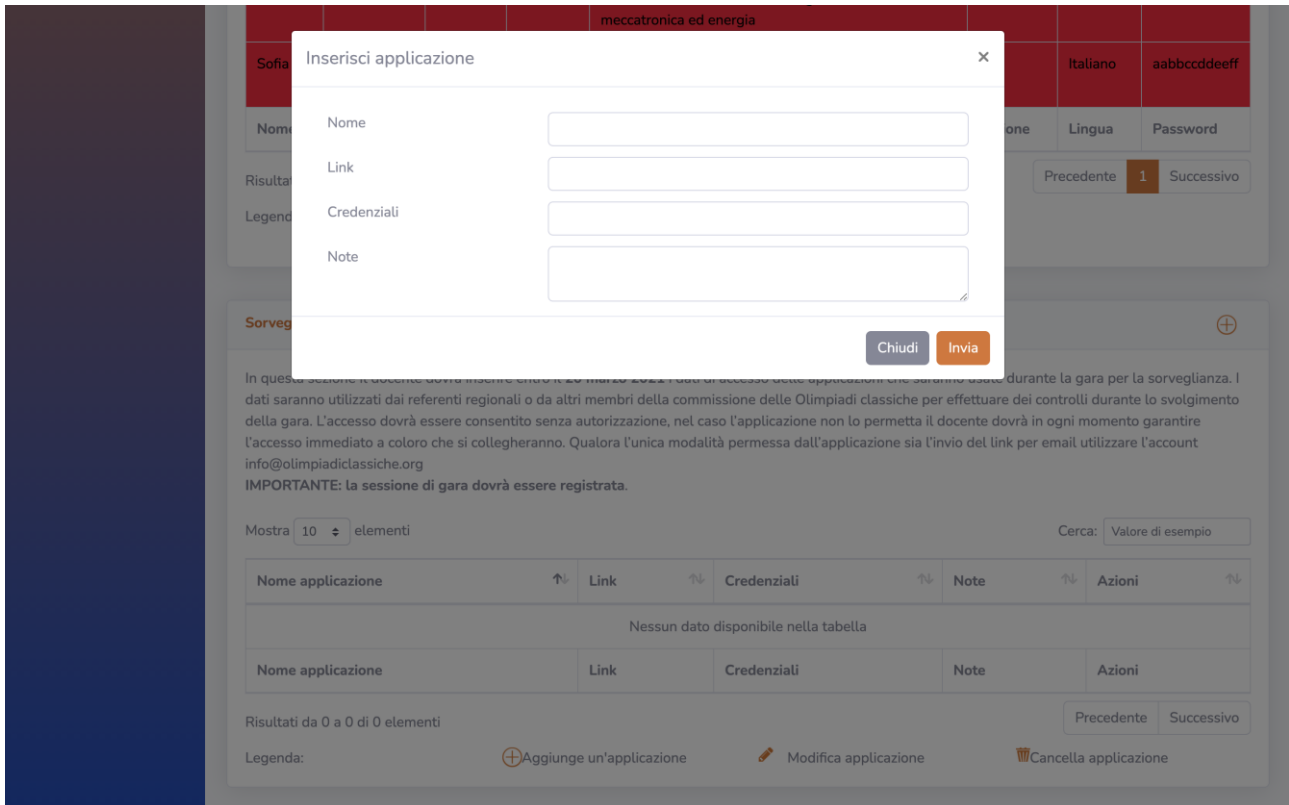 meccatronica ed energia
Inserisci applicazione ×
Sofia Italiano aabbccddeeff
Nome
Link
Credenziali
Note
Chiudi Invia
Lingua Password
Precedente 1 Successivo
In questa sezione il docente dovrà inserire entro il 20 marzo 2021 i dati di accesso delle applicazioni che saranno usate durante la gara per la sorveglianza. I
dati saranno utilizzati dai referenti regionali o da altri membri della commissione delle Olimpiadi classiche per effettuare dei controlli durante lo svolgimento
della gara. L'accesso dovrà essere consentito senza autorizzazione, nel caso l'applicazione non lo permetta il docente dovrà in ogni momento garantire
l'accesso immediato a coloro che si collegheranno. Qualora l'unica modalità permessa dall'applicazione sia l'invio del link per email utilizzare l'account
info@olimpiadiclassiche.org
IMPORTANTE: la sessione di gara dovrà essere registrata.
Mostra 10 elementi Cerca: Valore di esempio
Nome applicazione Link Credenziali Note Azioni
Nessun dato disponibile nella tabella
Nome applicazione Link Credenziali Note Azioni
Risultati da 0 a 0 di 0 elementi Precedente Successivo
Legenda: Aggiunge un'applicazione Modifica applicazione Cancella applicazione